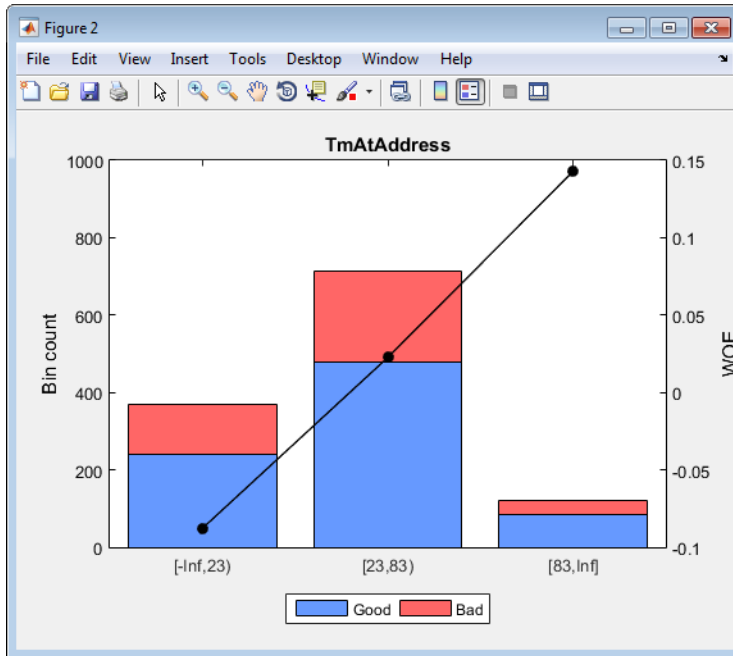 Figure 2
File Edit View Insert Tools Desktop Window Help
TmAtAddress
1000
800
600
400
200
0
Bin count
0.15
0.1
0.05
0
-0.05
-0.1
WOE
[-Inf,23)
[23,83)
[83,Inf]
Good
Bad